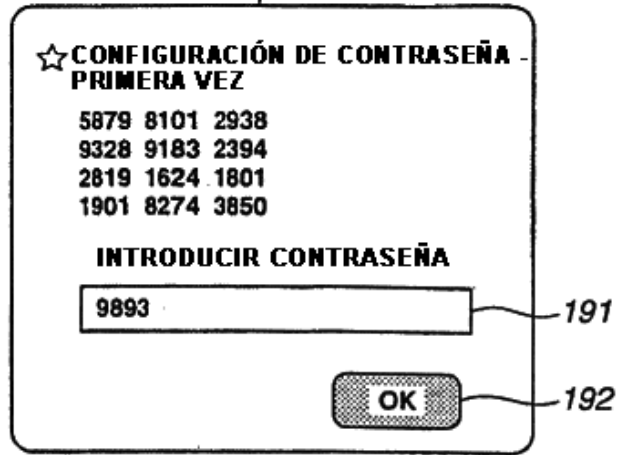 ☆CONFIGURACIÓN DE CONTRASEÑA -
PRIMERA VEZ
5879 8101 2938
9328 9183 2394
2819 1624 1801
1901 8274 3850
INTRODUCIR CONTRASEÑA
9893
191
OK
192